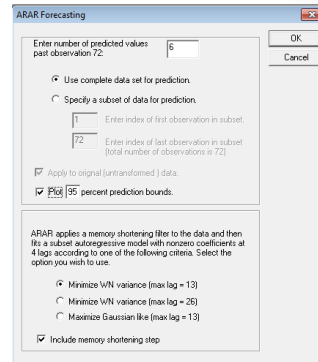 ARAR Forecasting
OK
Cancel
Enter number of predicted values
past observation 72:
6
Use complete data set for prediction.
Specify a subset of data for prediction.
1 Enter index of first observation in subset.
72 Enter index of last observation in subset
(total number of observations is 72)
Apply to orignal (untransformed ) data.
Plot 95 percent prediction bounds.
ARAR applies a memory shortening filter to the data and then
fits a subset autoregressive model with nonzero coefficients at
4 lags according to one of the following criteria. Select the
option you wish to use.
Minimize WN variance (max lag = 13)
Minimize WN variance (max lag = 26)
Maximize Gaussian like (max lag = 13)
Include memory shortening step